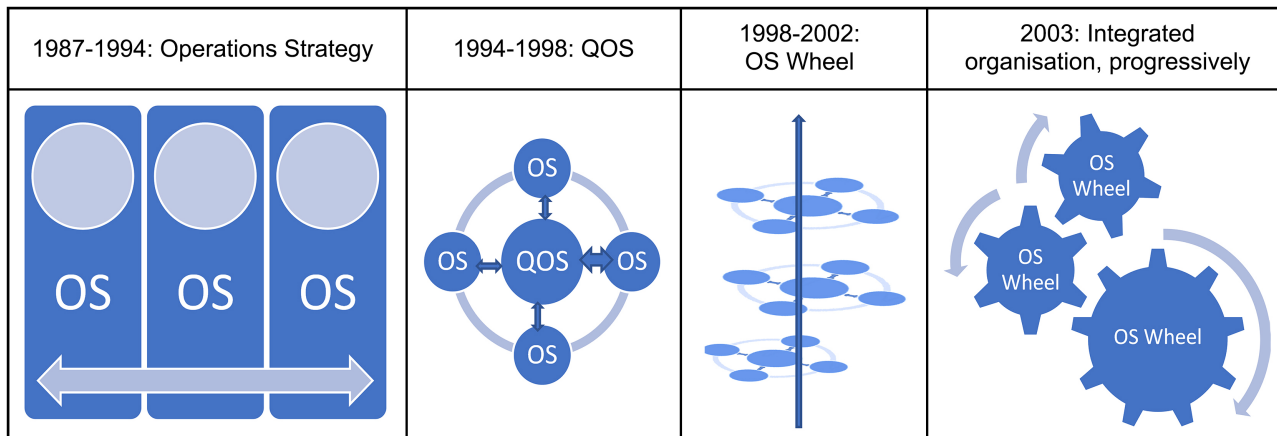 1987-1994: Operations Strategy
1994-1998: QOS
1998-2002:
OS Wheel
2003: Integrated
organisation, progressively
OS
OS
OS
OS
OS
QOS
OS
OS
OS
Wheel
OS
Wheel
OS Wheel